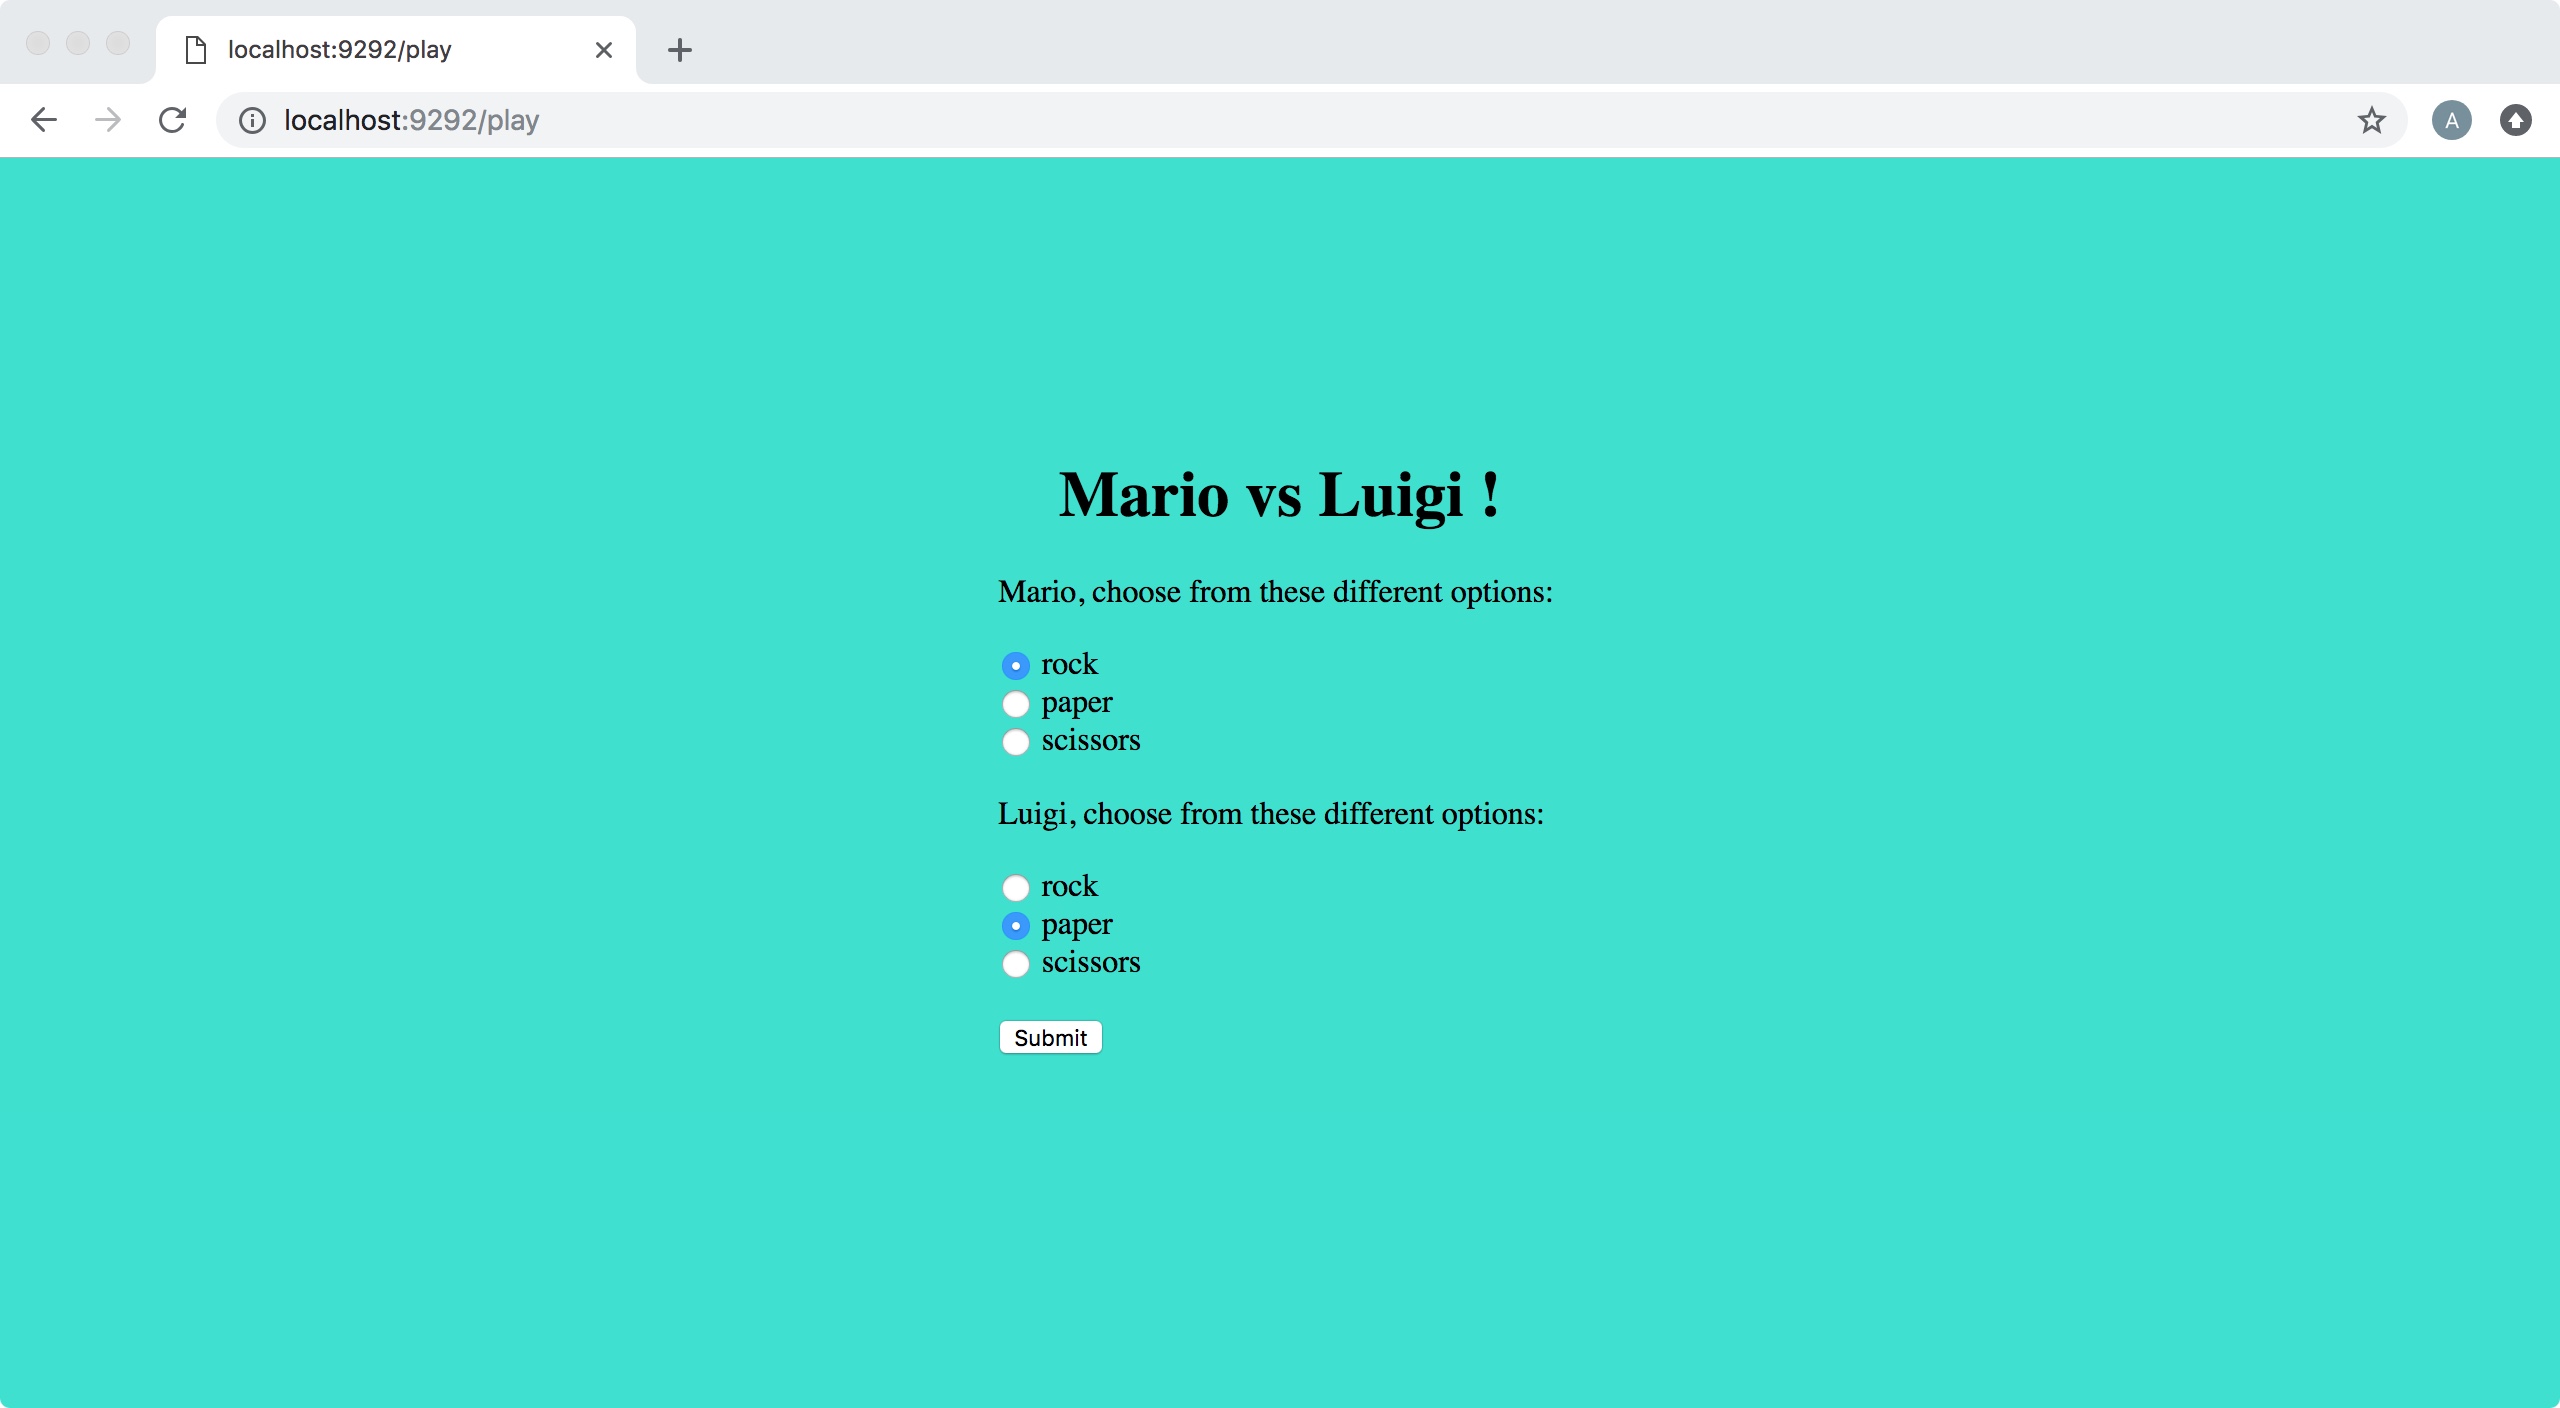 localhost:9292/play
localhost:9292/play
A
Mario vs Luigi !
Mario, choose from these different options:
rock
paper
scissors
Luigi, choose from these different options:
rock
paper
scissors
Submit